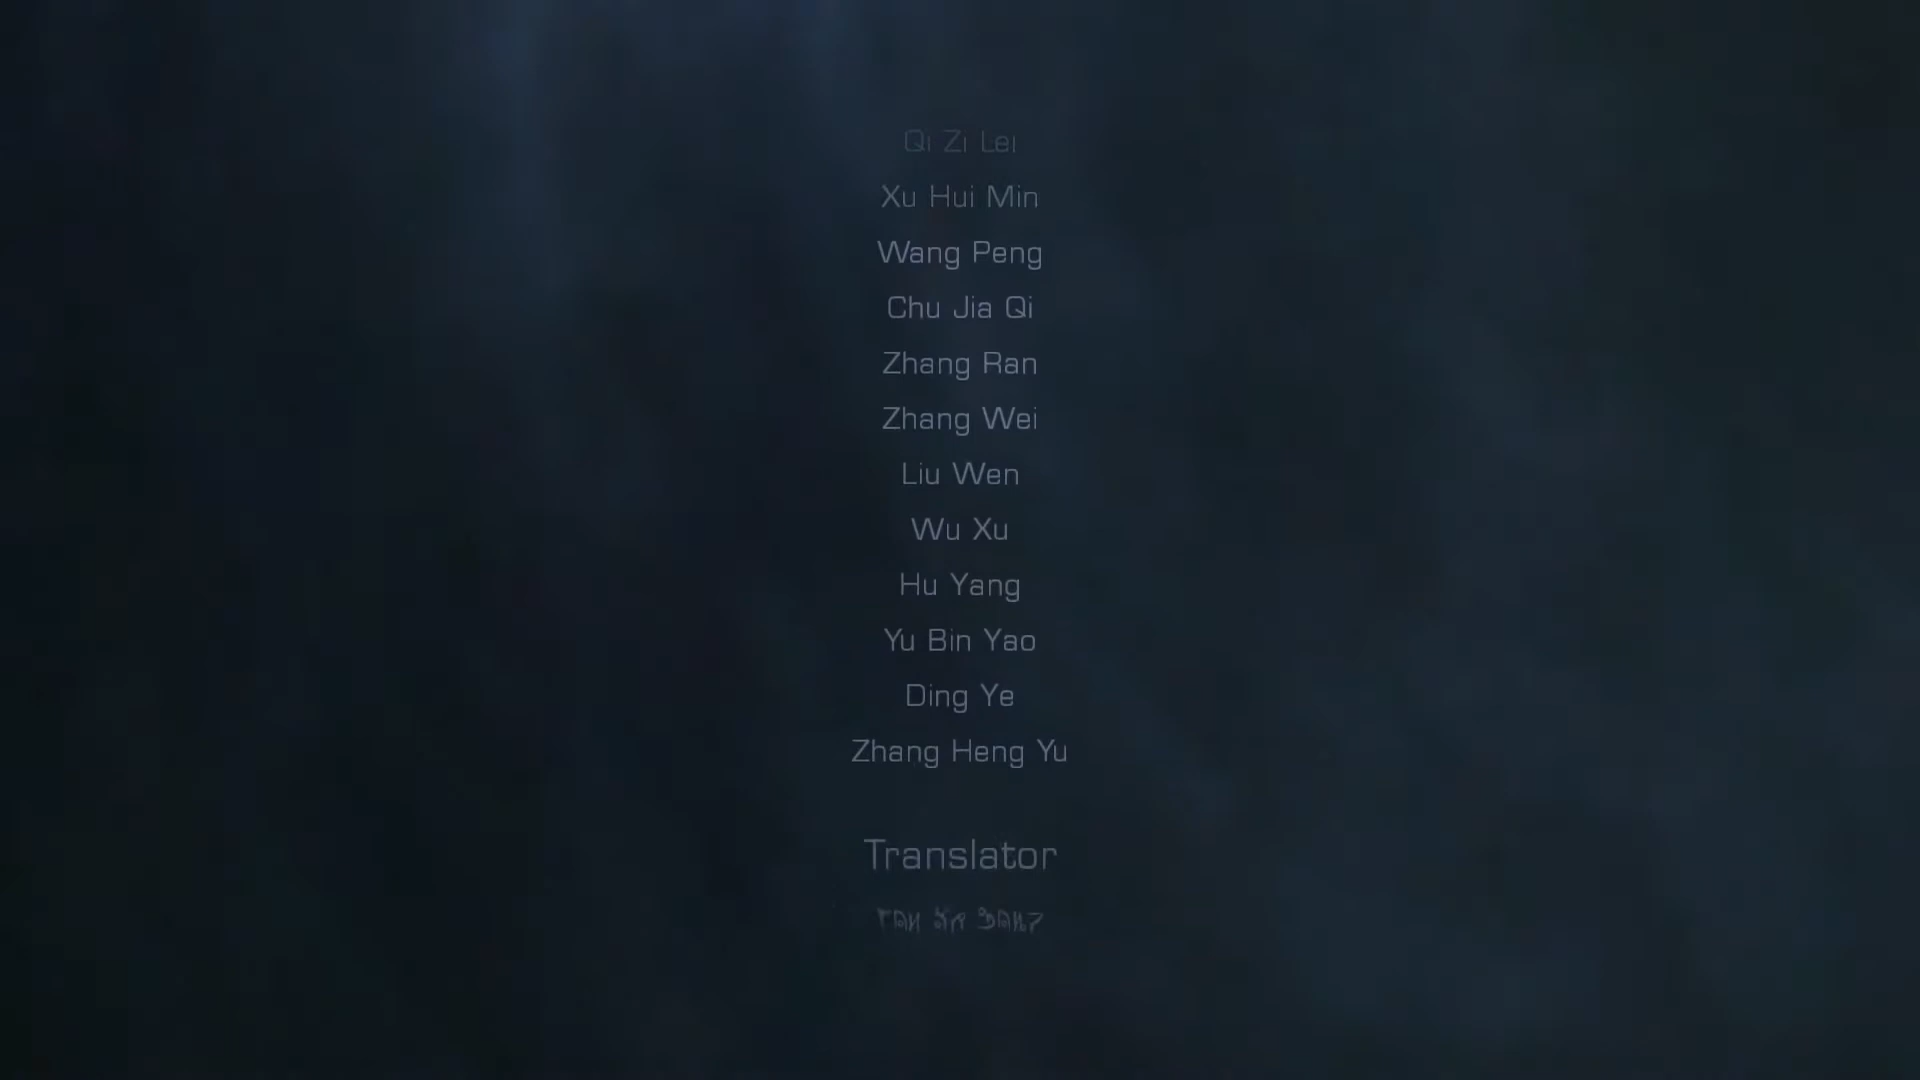 Qi Zi Lei
Xu Hui Min
Wang Peng
Chu Jia Qi
Zhang Ran
Zhang Wei
Liu Wen
Wu Xu
Hu Yang
Yu Bin Yao
Ding Ye
Zhang Heng Yu
Translator